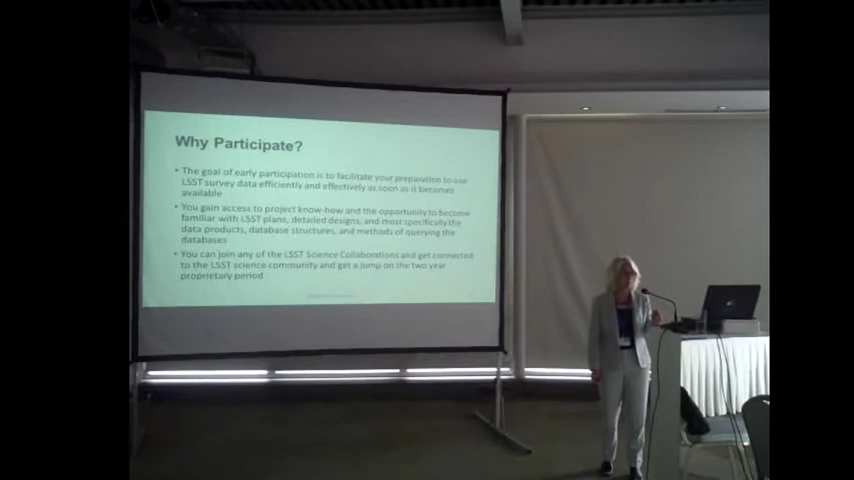 Why Participate?
• The goal of early participation is to facilitate your preparation to use
LSST survey data efficiently and effectively as soon as it becomes
available
• You gain access to project know-how and the opportunity to become
familiar with LSST plans, detailed designs, and most specifically the
data products, database structures, and methods of querying the
databases
• You can join any of the LSST Science Collaborations and get connected
to the LSST science community and get a jump on the two year
proprietary period